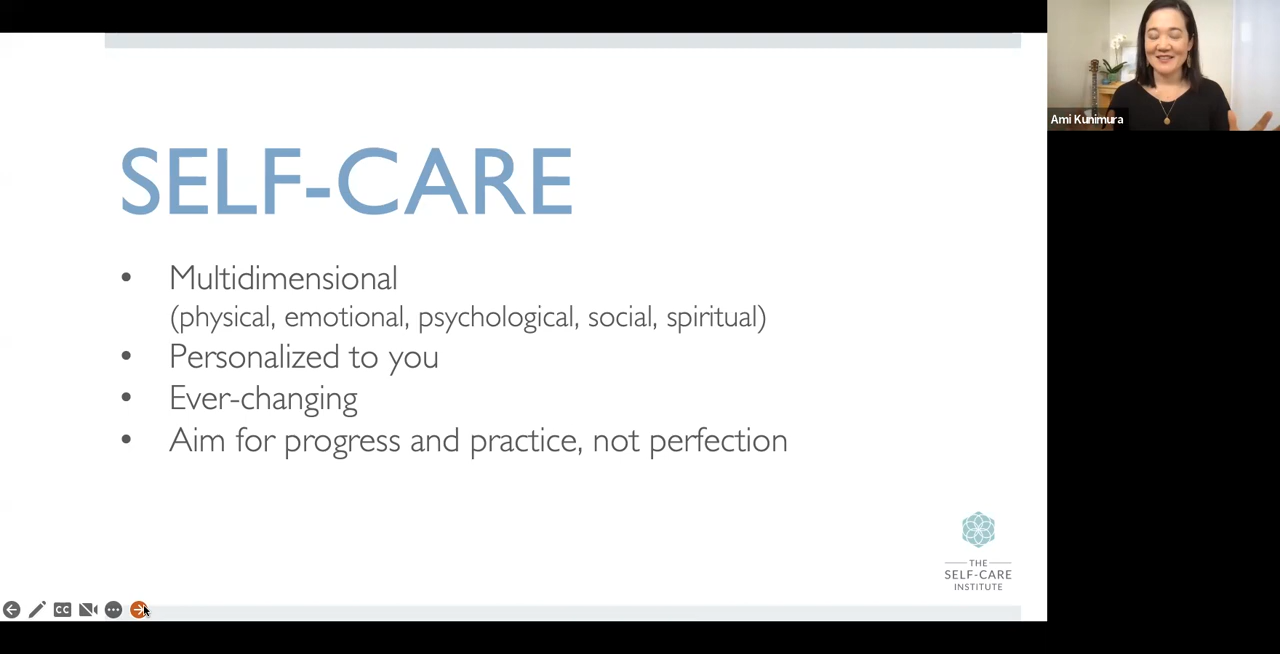 SELF-CARE
• Multidimensional
(physical, emotional, psychological, social, spiritual)
• Personalized to you
• Ever-changing
• Aim for progress and practice, not perfection
THE
SELF-CARE
INSTITUTE
CC
Ami Kunimura